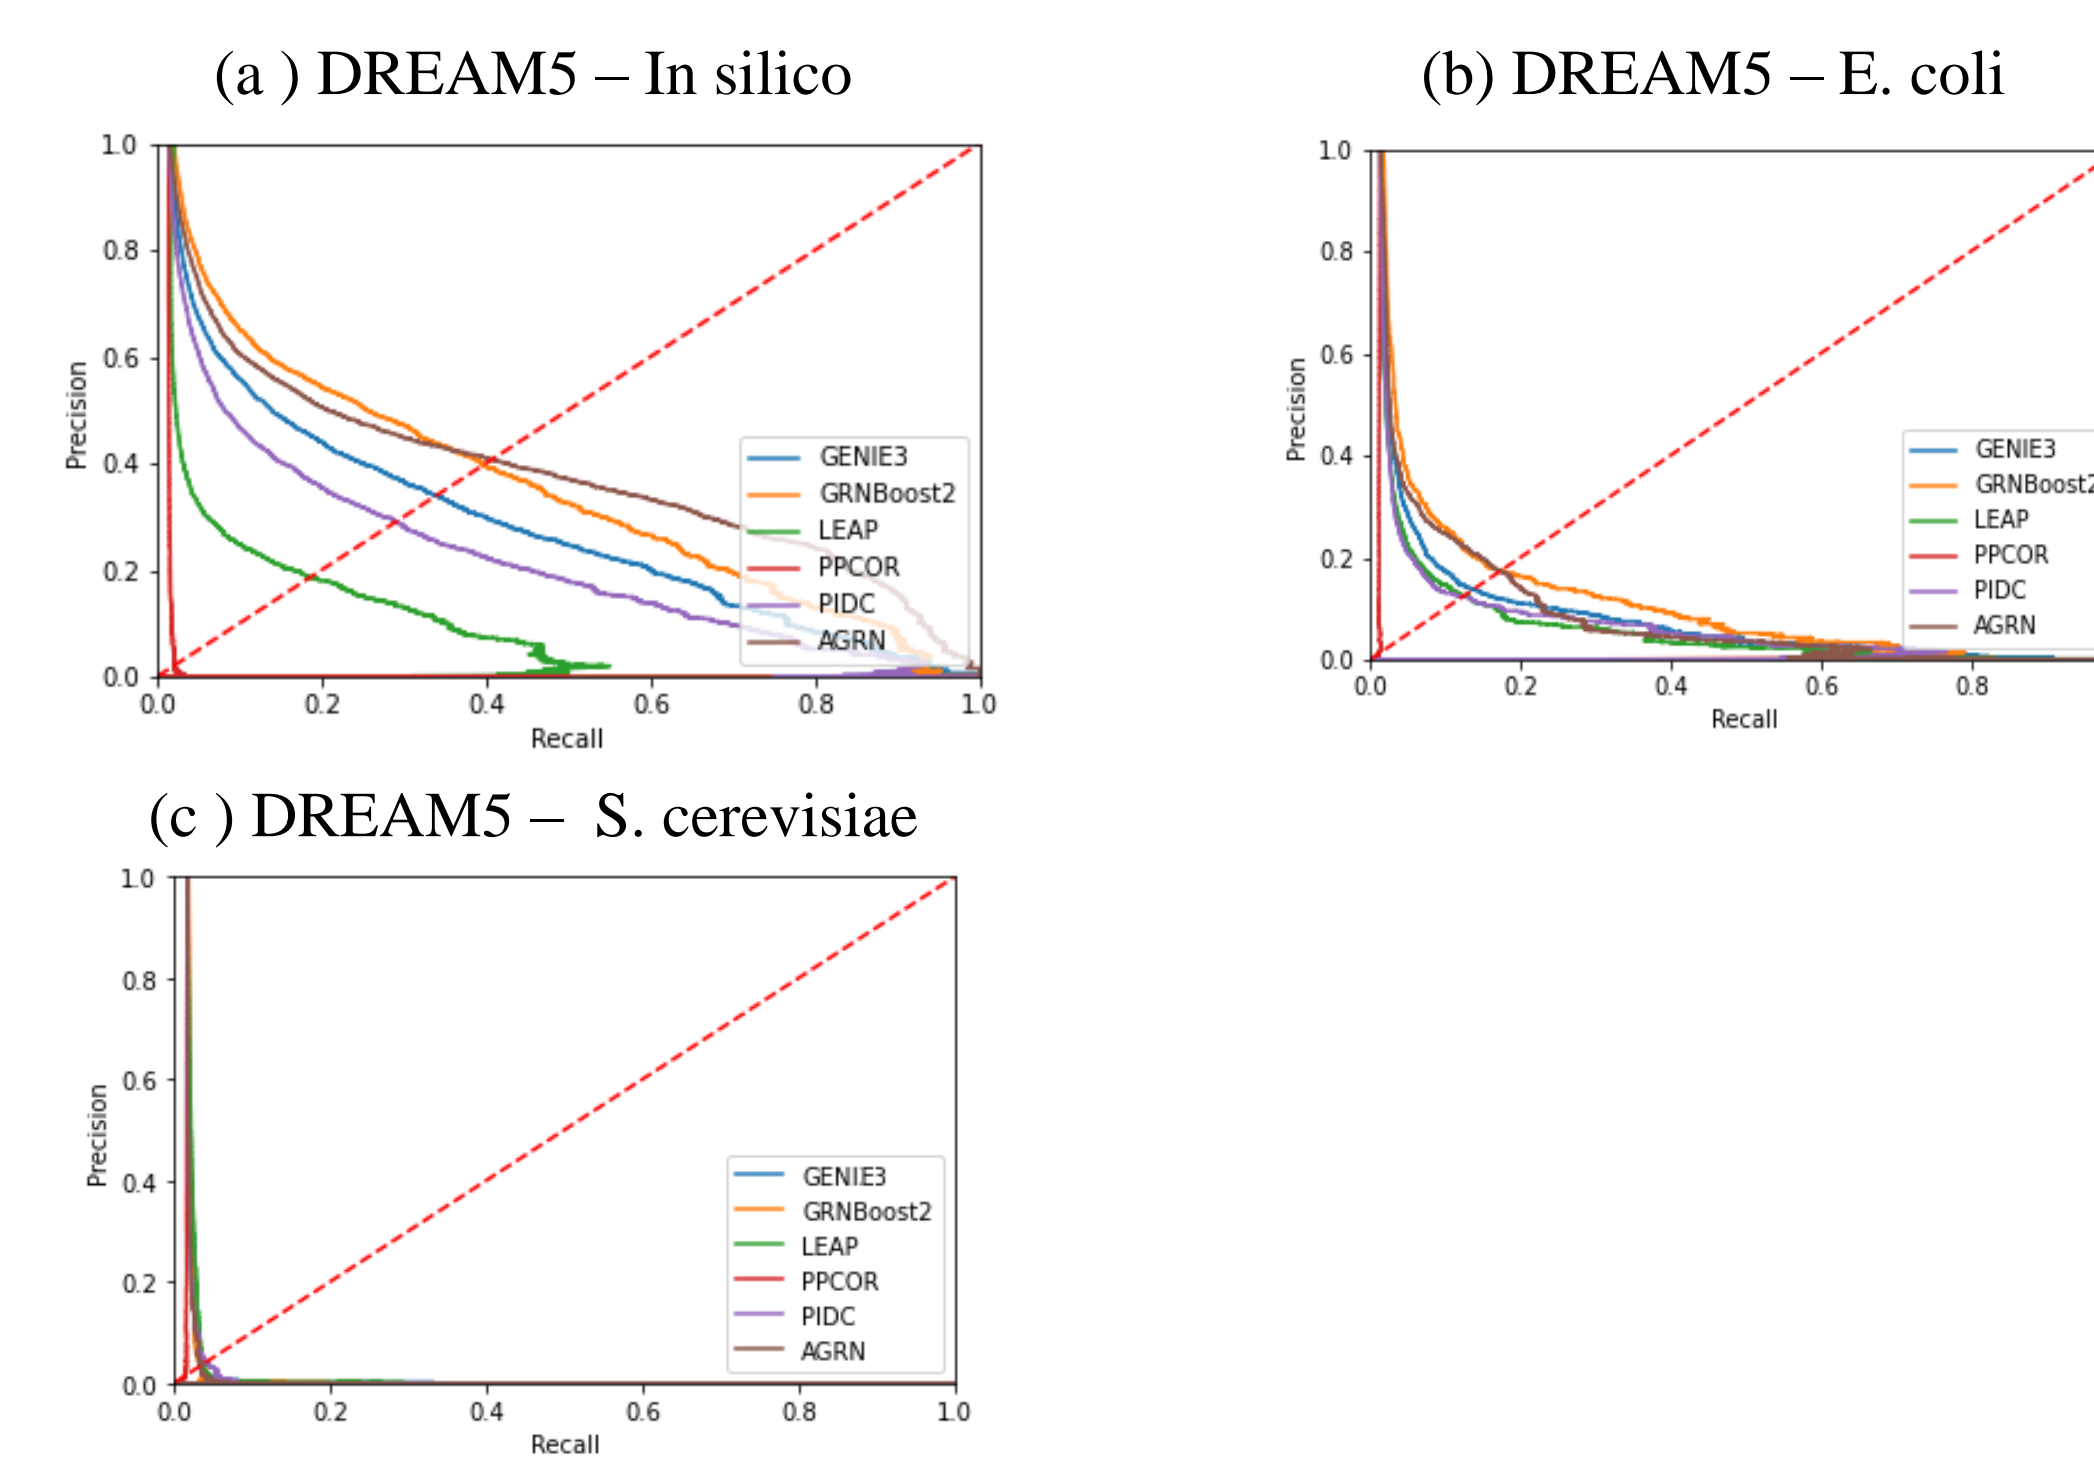 (a ) DREAM5 – In silico
(b) DREAM5 – E. coli
1.0
0.8
0.6
0.4
0.2
0.0
Precision
GENIE3
GRNBoost2
LEAP
PPCOR
PIDC
AGRN
0.0 0.2 0.4 0.6 0.8 1.0
Recall
1.0
0.8
0.6
0.4
0.2
0.0
Precision
GENIE3
GRNBoost2
LEAP
PPCOR
PIDC
AGRN
0.0 0.2 0.4 0.6 0.8
Recall
(c ) DREAM5 – S. cerevisiae
1.0
0.8
0.6
0.4
0.2
0.0
Precision
GENIE3
GRNBoost2
LEAP
PPCOR
PIDC
AGRN
0.0 0.2 0.4 0.6 0.8 1.0
Recall